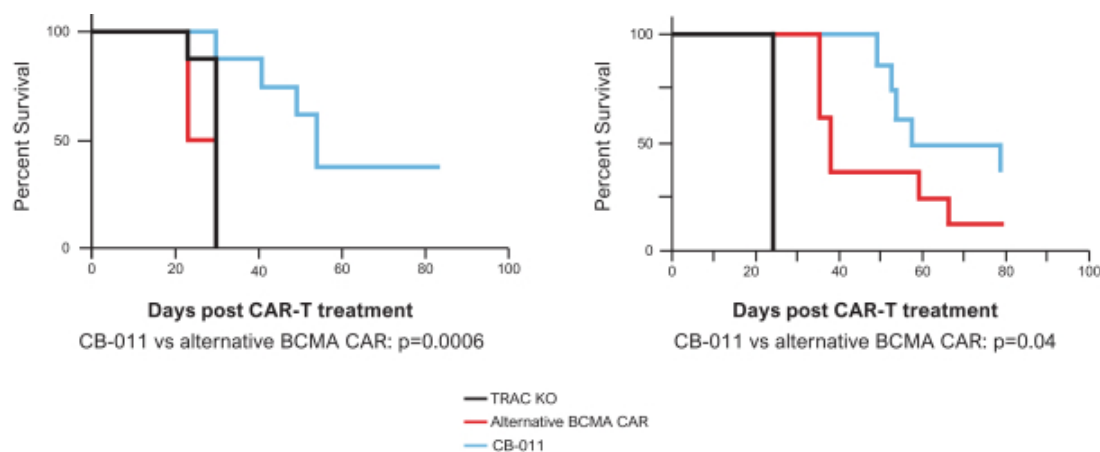 Percent Survival
100
50
0
0 20 40 60 80 100
Days post CAR-T treatment
CB-011 vs alternative BCMA CAR: p=0.0006
Percent Survival
100
50
0
0 20 40 60 80 100
Days post CAR-T treatment
CB-011 vs alternative BCMA CAR: p=0.04
TRAC KO
Alternative BCMA CAR
CB-011